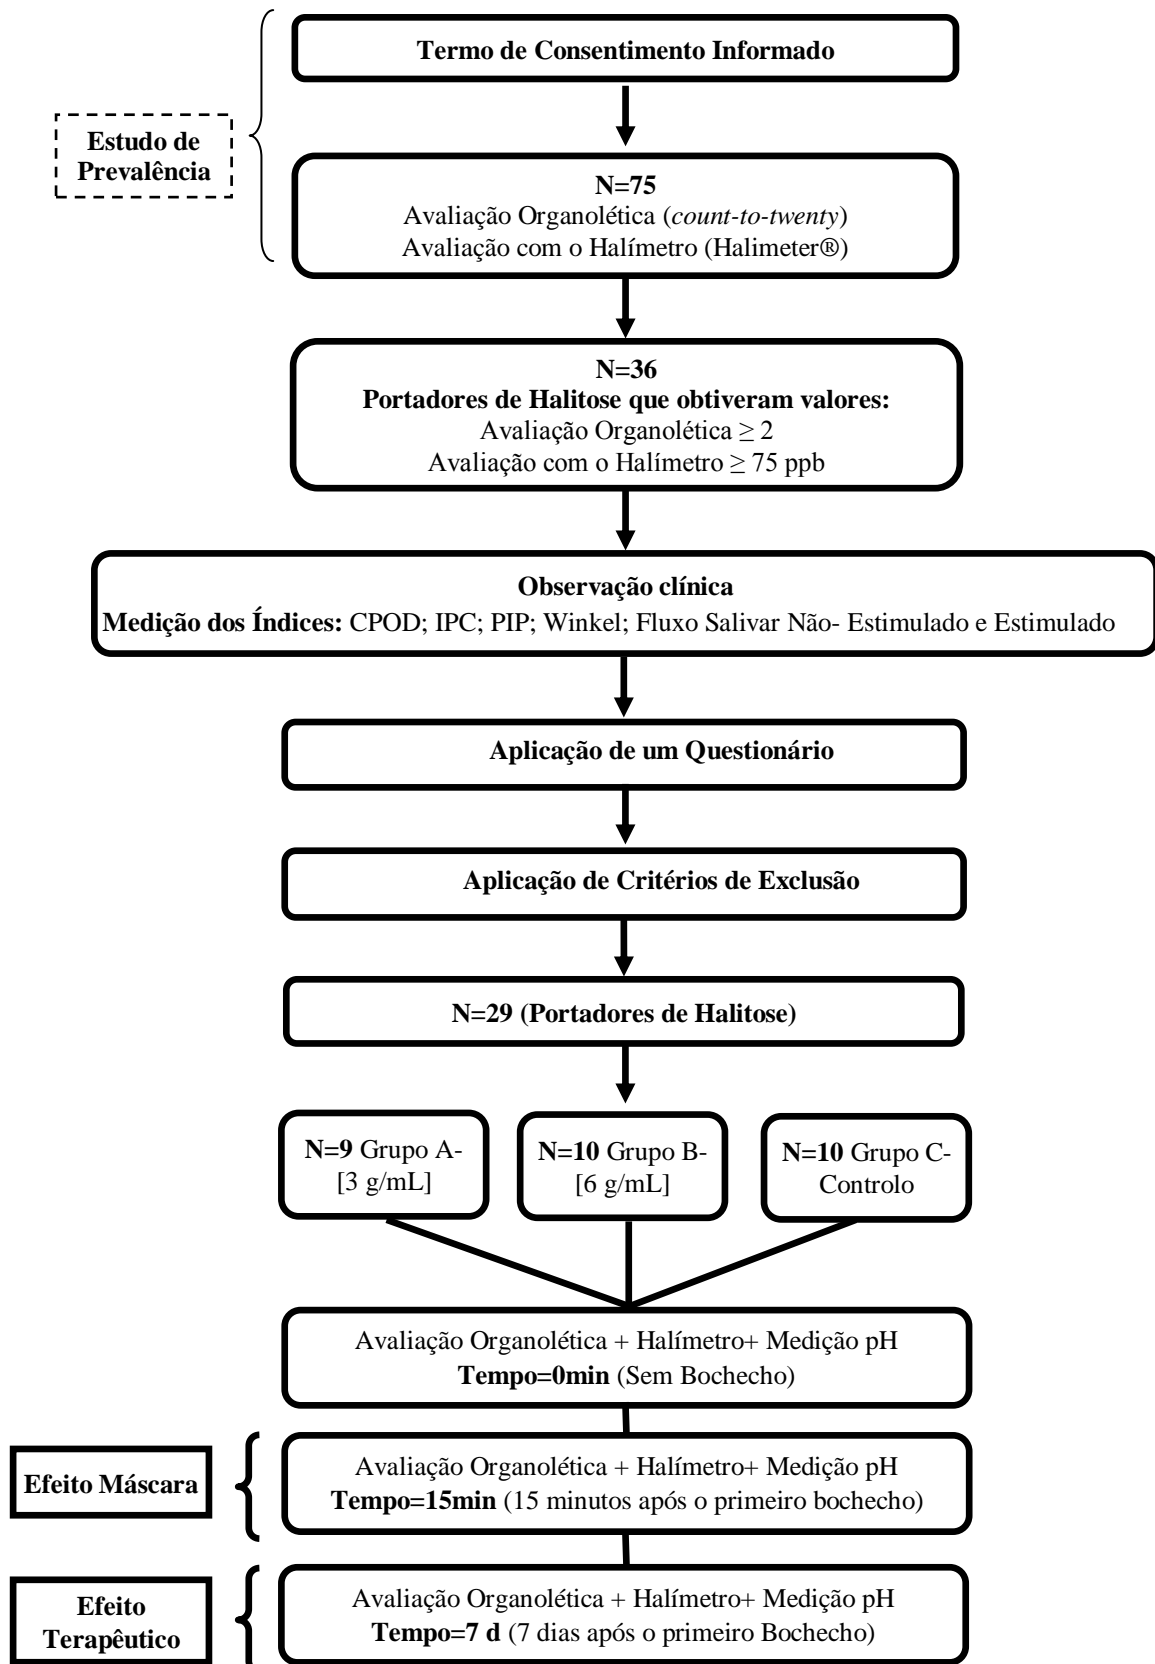 Termo de Consentimento Informado
Estudo de
Prevalência
N=75
Avaliação Organolética (count-to-twenty)
Avaliação com o Halímetro (Halimeter®)
N=36
Portadores de Halitose que obtiveram valores:
Avaliação Organolética ≥ 2
Avaliação com o Halímetro ≥ 75 ppb
Observação clínica
Medição dos Índices: CPOD; IPC; PIP; Winkel; Fluxo Salivar Não- Estimulado e Estimulado
Aplicação de um Questionário
Aplicação de Critérios de Exclusão
N=29 (Portadores de Halitose)
N=9 Grupo A-
[3 g/mL]
N=10 Grupo B-
[6 g/mL]
N=10 Grupo C-
Controlo
Avaliação Organolética + Halímetro+ Medição pH
Tempo=0min (Sem Bochecho)
Efeito Máscara
Avaliação Organolética + Halímetro+ Medição pH
Tempo=15min (15 minutos após o primeiro bochecho)
Efeito
Terapêutico
Avaliação Organolética + Halímetro+ Medição pH
Tempo=7 d (7 dias após o primeiro Bochecho)